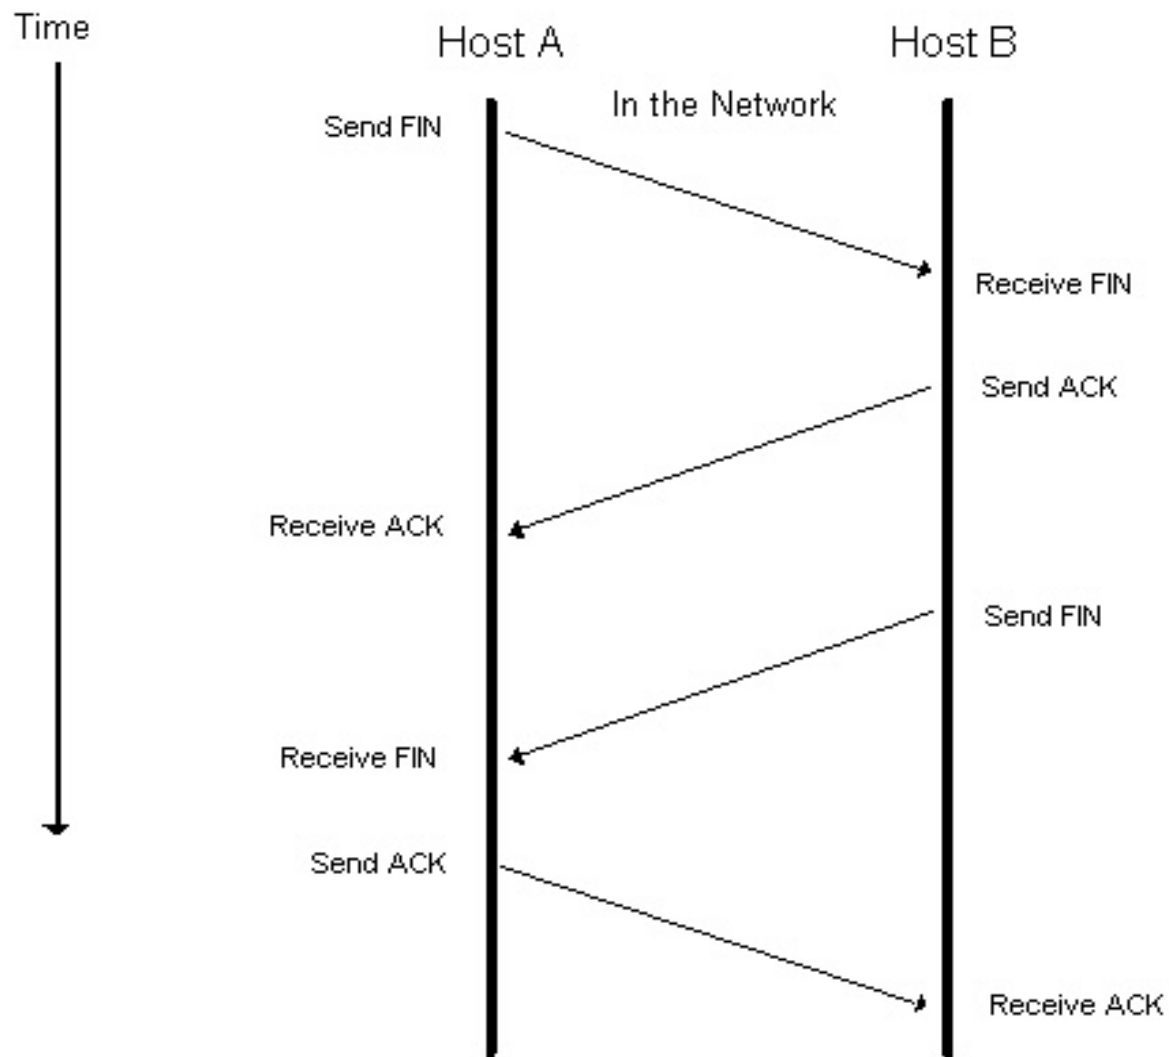 Time
Host A
Host B
In the Network
Send FIN
Receive FIN
Send ACK
Receive ACK
Send FIN
Receive FIN
Send ACK
Receive ACK